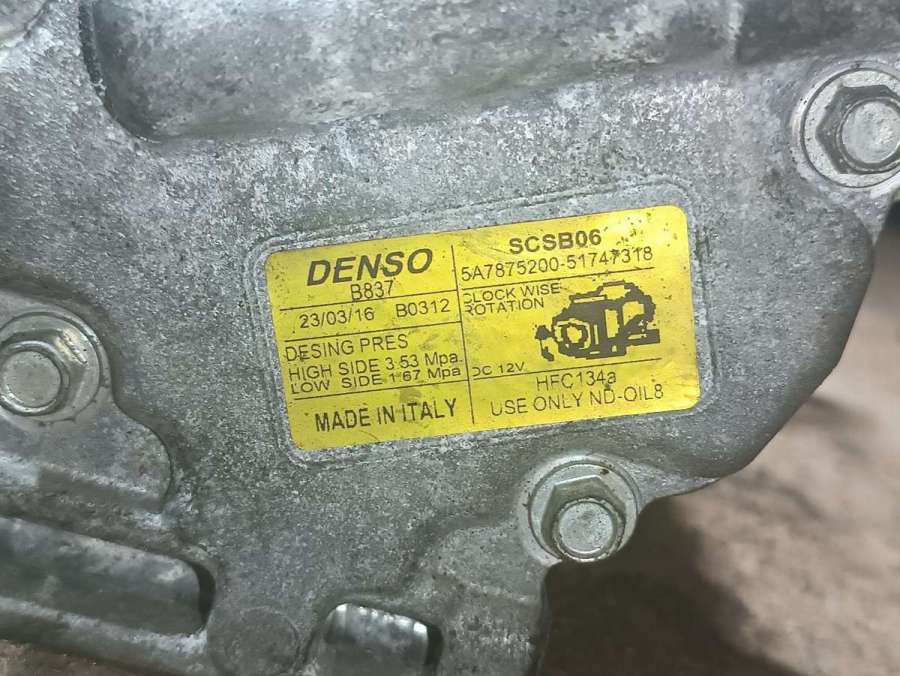 DENSO
B837
23/03/16 B0312
DESING PRES
HIGH SIDE 3.53 Mpa
LOW SIDE 1.67 Mpa
MADE IN ITALY
SCSB06
5A7875200-51747318
CLOCK WISE
ROTATION
DC 12V
HFC134a
USE ONLY ND-OIL8